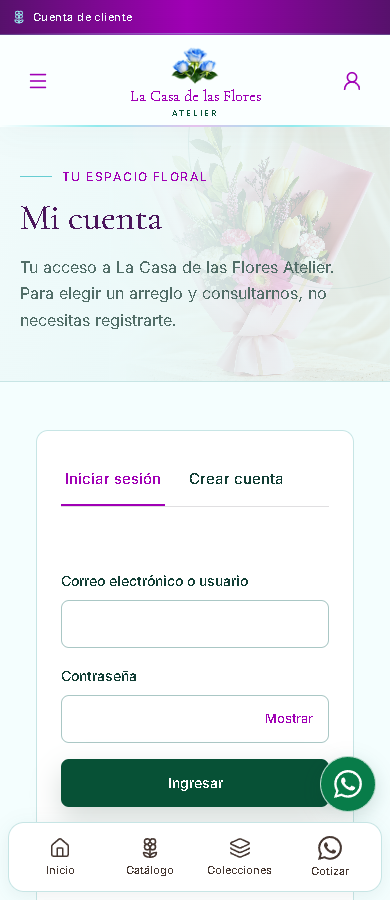 Cuenta de cliente
La Casa de las Flores
ATELIER
TU ESPACIO FLORAL
Mi cuenta
Tu acceso a La Casa de las Flores Atelier.
Para elegir un arreglo y consultarnos, no
necesitas registrarte.
Iniciar sesión Crear cuenta
Correo electrónico o usuario
Contraseña
Mostrar
Ingresar
Inicio Catálogo Colecciones Cotizar